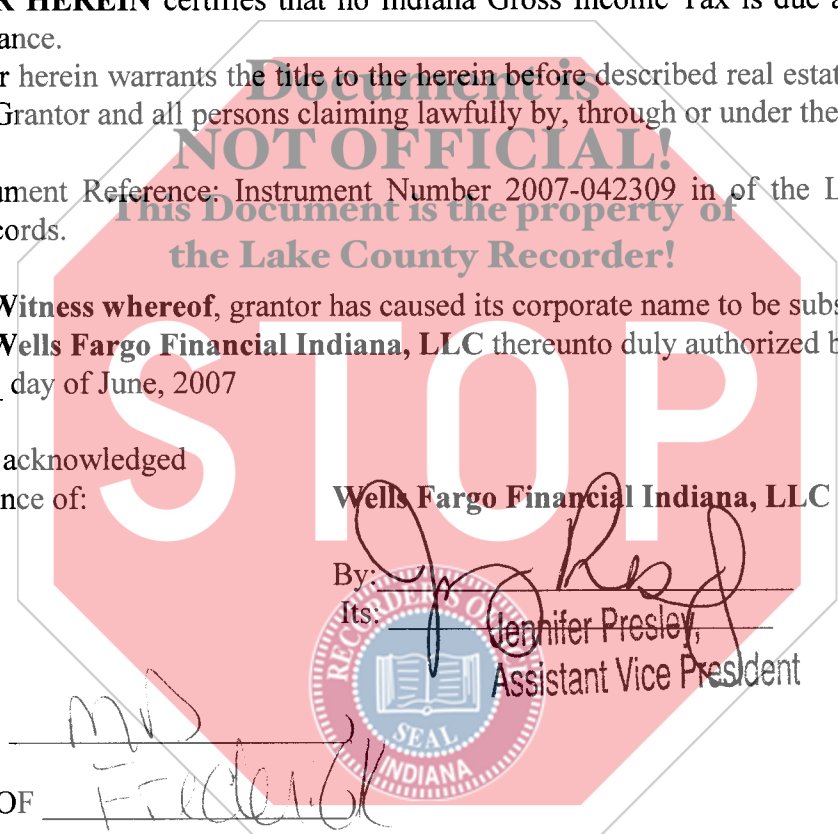 R HEREIN certifies that no Indiana Gross Income Tax is due a
ance.
r herein warrants the title to the herein before described real estat
Grantor and all persons claiming lawfully by, through or under the
ument Reference: Instrument Number 2007-042309 in of the L
cords.
Document is
NOT OFFICIAL!
This Document is the property of
the Lake County Recorder!
Witness whereof, grantor has caused its corporate name to be subs
Wells Fargo Financial Indiana, LLC thereunto duly authorized b
_ day of June, 2007
STOP
acknowledged
nce of:
Wells Fargo Financial Indiana, LLC
By:
Its:
Jennifer Presley,
Assistant Vice President
RECORDER'S OFFICE
SEAL
INDIANA
MD
OF Frederick